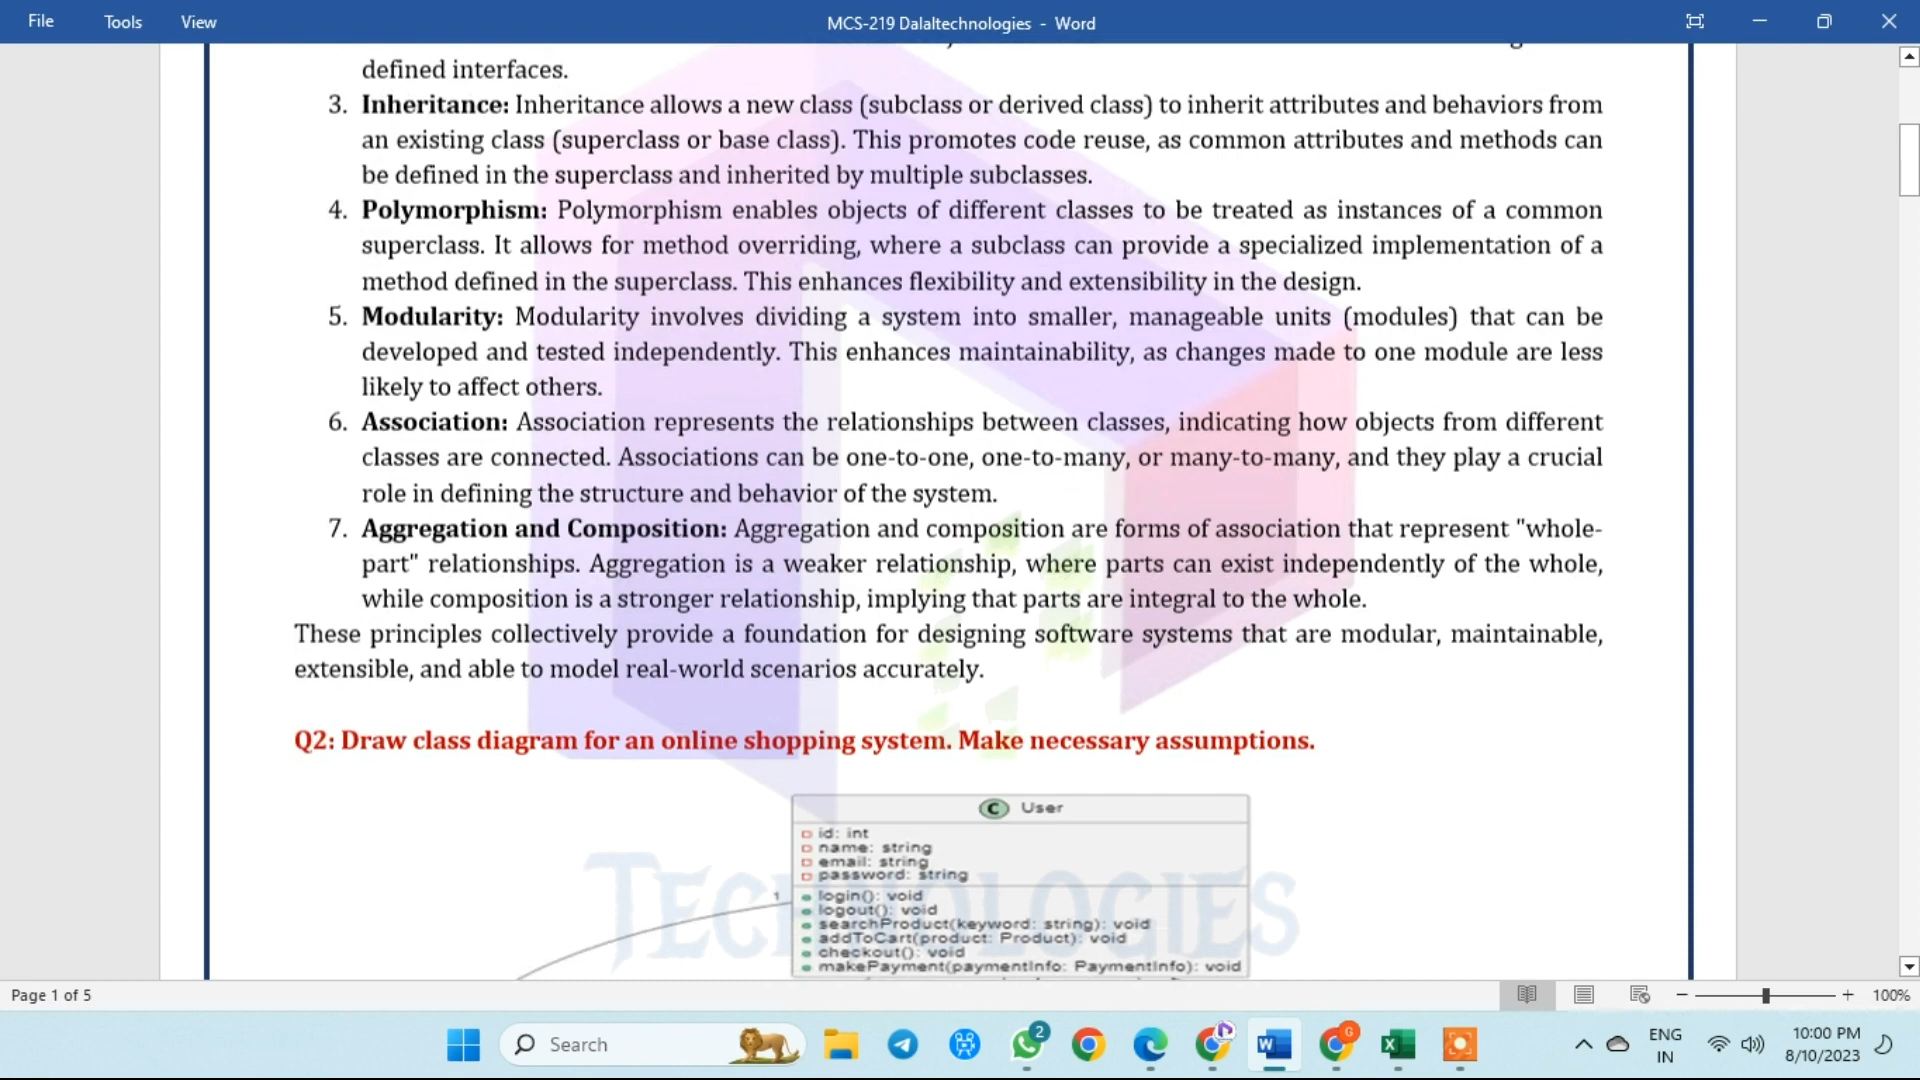 File Tools View MCS-219 Dalaltechnologies - Word
defined interfaces.
3. Inheritance: Inheritance allows a new class (subclass or derived class) to inherit attributes and behaviors from
an existing class (superclass or base class). This promotes code reuse, as common attributes and methods can
be defined in the superclass and inherited by multiple subclasses.
4. Polymorphism: Polymorphism enables objects of different classes to be treated as instances of a common
superclass. It allows for method overriding, where a subclass can provide a specialized implementation of a
method defined in the superclass. This enhances flexibility and extensibility in the design.
5. Modularity: Modularity involves dividing a system into smaller, manageable units (modules) that can be
developed and tested independently. This enhances maintainability, as changes made to one module are less
likely to affect others.
6. Association: Association represents the relationships between classes, indicating how objects from different
classes are connected. Associations can be one-to-one, one-to-many, or many-to-many, and they play a crucial
role in defining the structure and behavior of the system.
7. Aggregation and Composition: Aggregation and composition are forms of association that represent "whole-
part" relationships. Aggregation is a weaker relationship, where parts can exist independently of the whole,
while composition is a stronger relationship, implying that parts are integral to the whole.
These principles collectively provide a foundation for designing software systems that are modular, maintainable,
extensible, and able to model real-world scenarios accurately.
Q2: Draw class diagram for an online shopping system. Make necessary assumptions.
C User
id: int
name: string
email: string
password: string
1
login(): void
logout(): void
searchProduct(keyword: string): void
addToCart(product: Product): void
checkout(): void
makePayment(paymentInfo: PaymentInfo): void
TECHNOLOGIES
Page 1 of 5 100%
Search 2 G ENG
IN
10:00 PM
8/10/2023